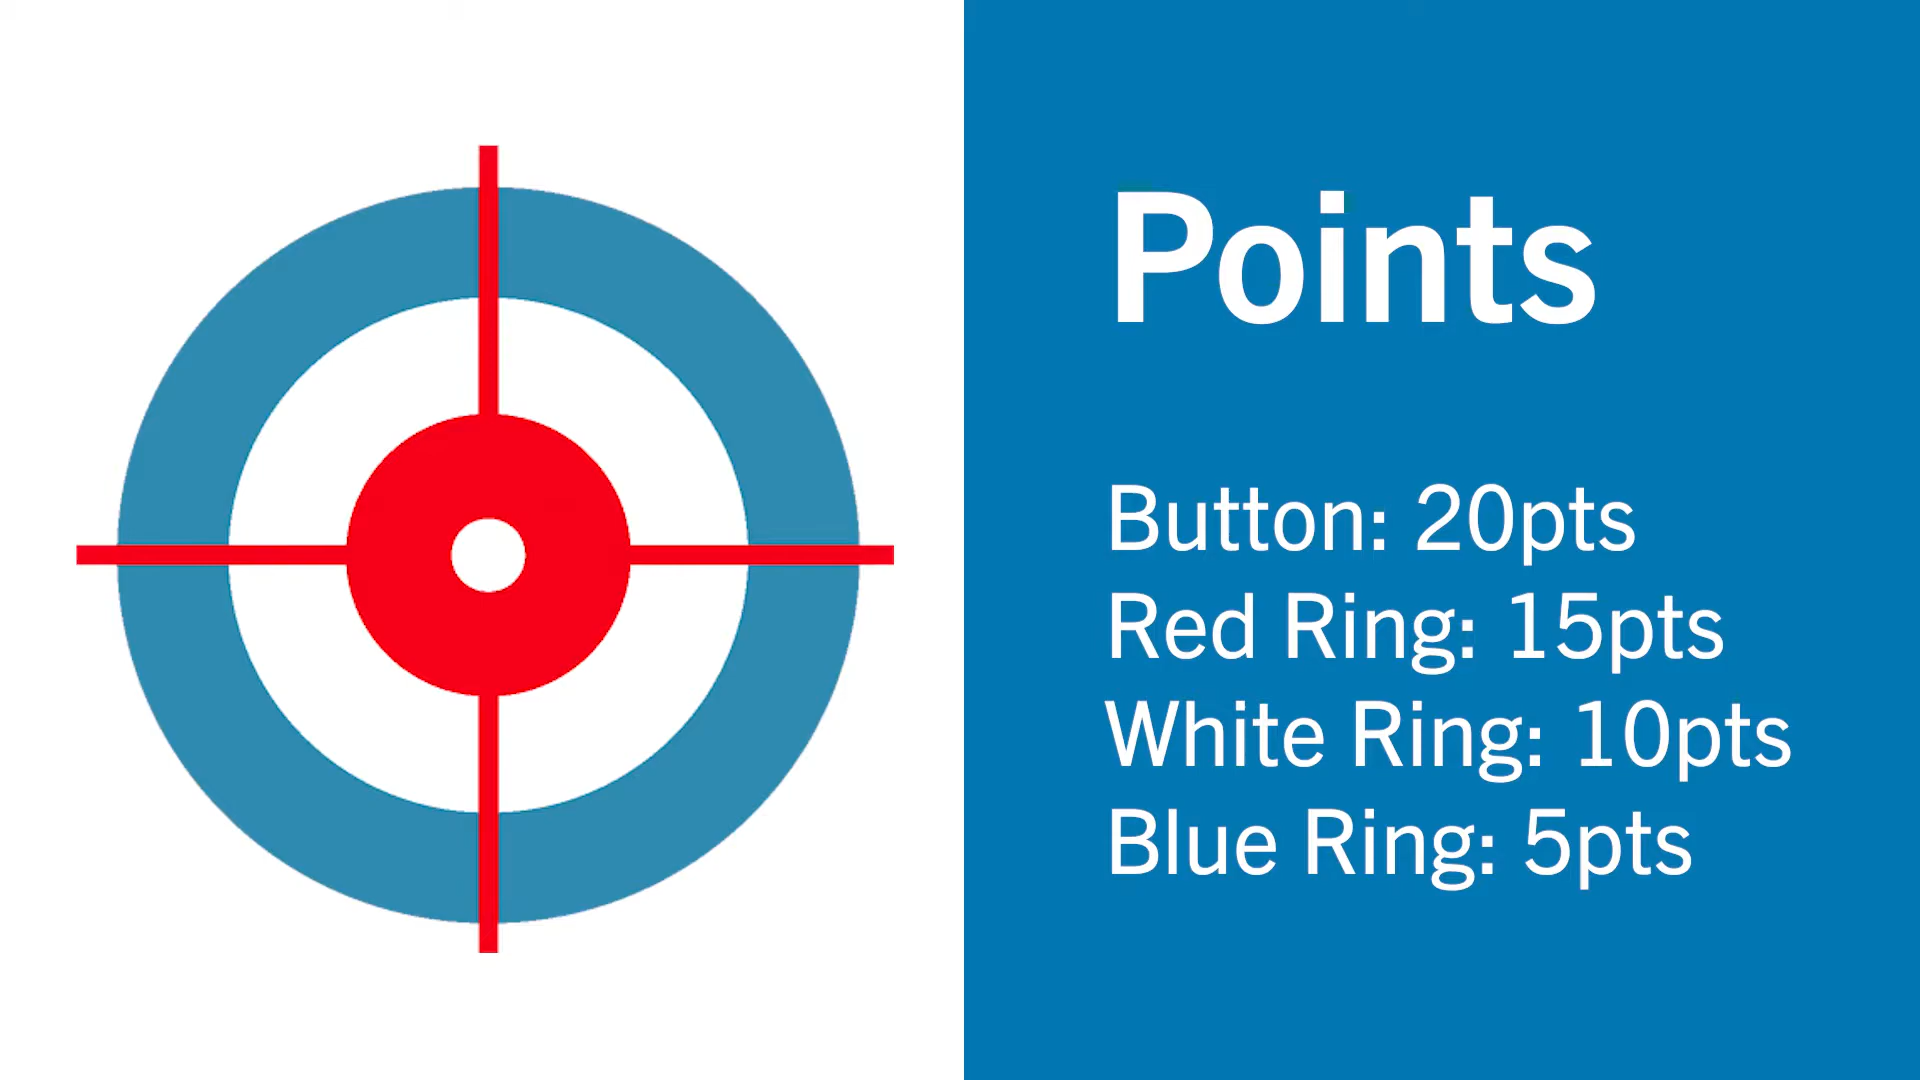 Points
Button: 20pts
Red Ring: 15pts
White Ring: 10pts
Blue Ring: 5pts